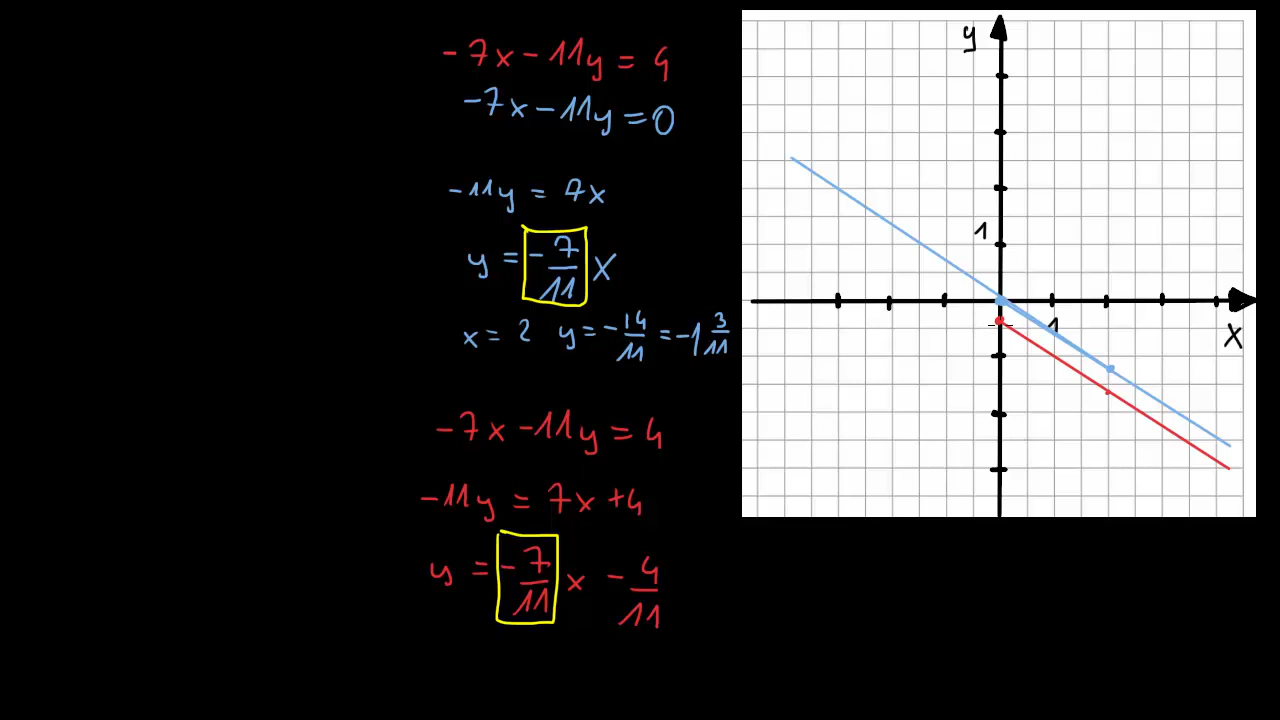 -7x - 11y = 4
-7x - 11y = 0
-11y = 7x
y = -7/11 x
x = 2 y = -14/11 = -1 3/11
-7x - 11y = 4
-11y = 7x + 4
y = -7/11 x - 4/11
y
1
1
X